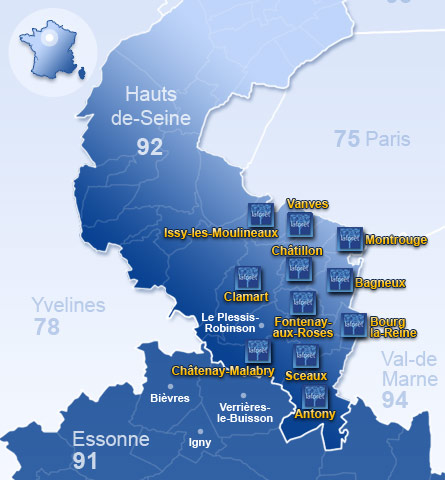 Hauts
de-Seine
92
75 Paris
Vanves
Issy-les-Moulineaux
Montrouge
Châtillon
Bagneux
Clamart
Yvelines
78
Le Plessis-
Robinson
Fontenay-
aux-Roses
Bourg
la-Reine
Châtenay-Malabry
Sceaux
Val-de
Marne
94
Bièvres
Verrières-
le-Buisson
Antony
Essonne
91
Igny